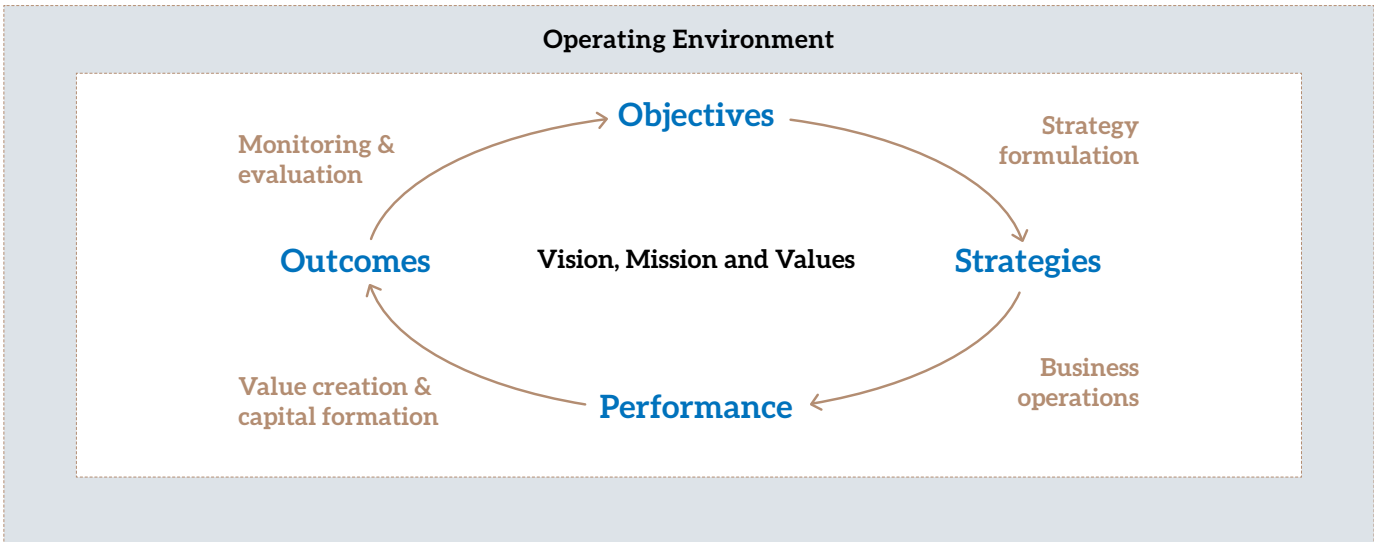 Operating Environment
Objectives
Monitoring &
evaluation
Strategy
formulation
Outcomes
Vision, Mission and Values
Strategies
Value creation &
capital formation
Performance
Business
operations